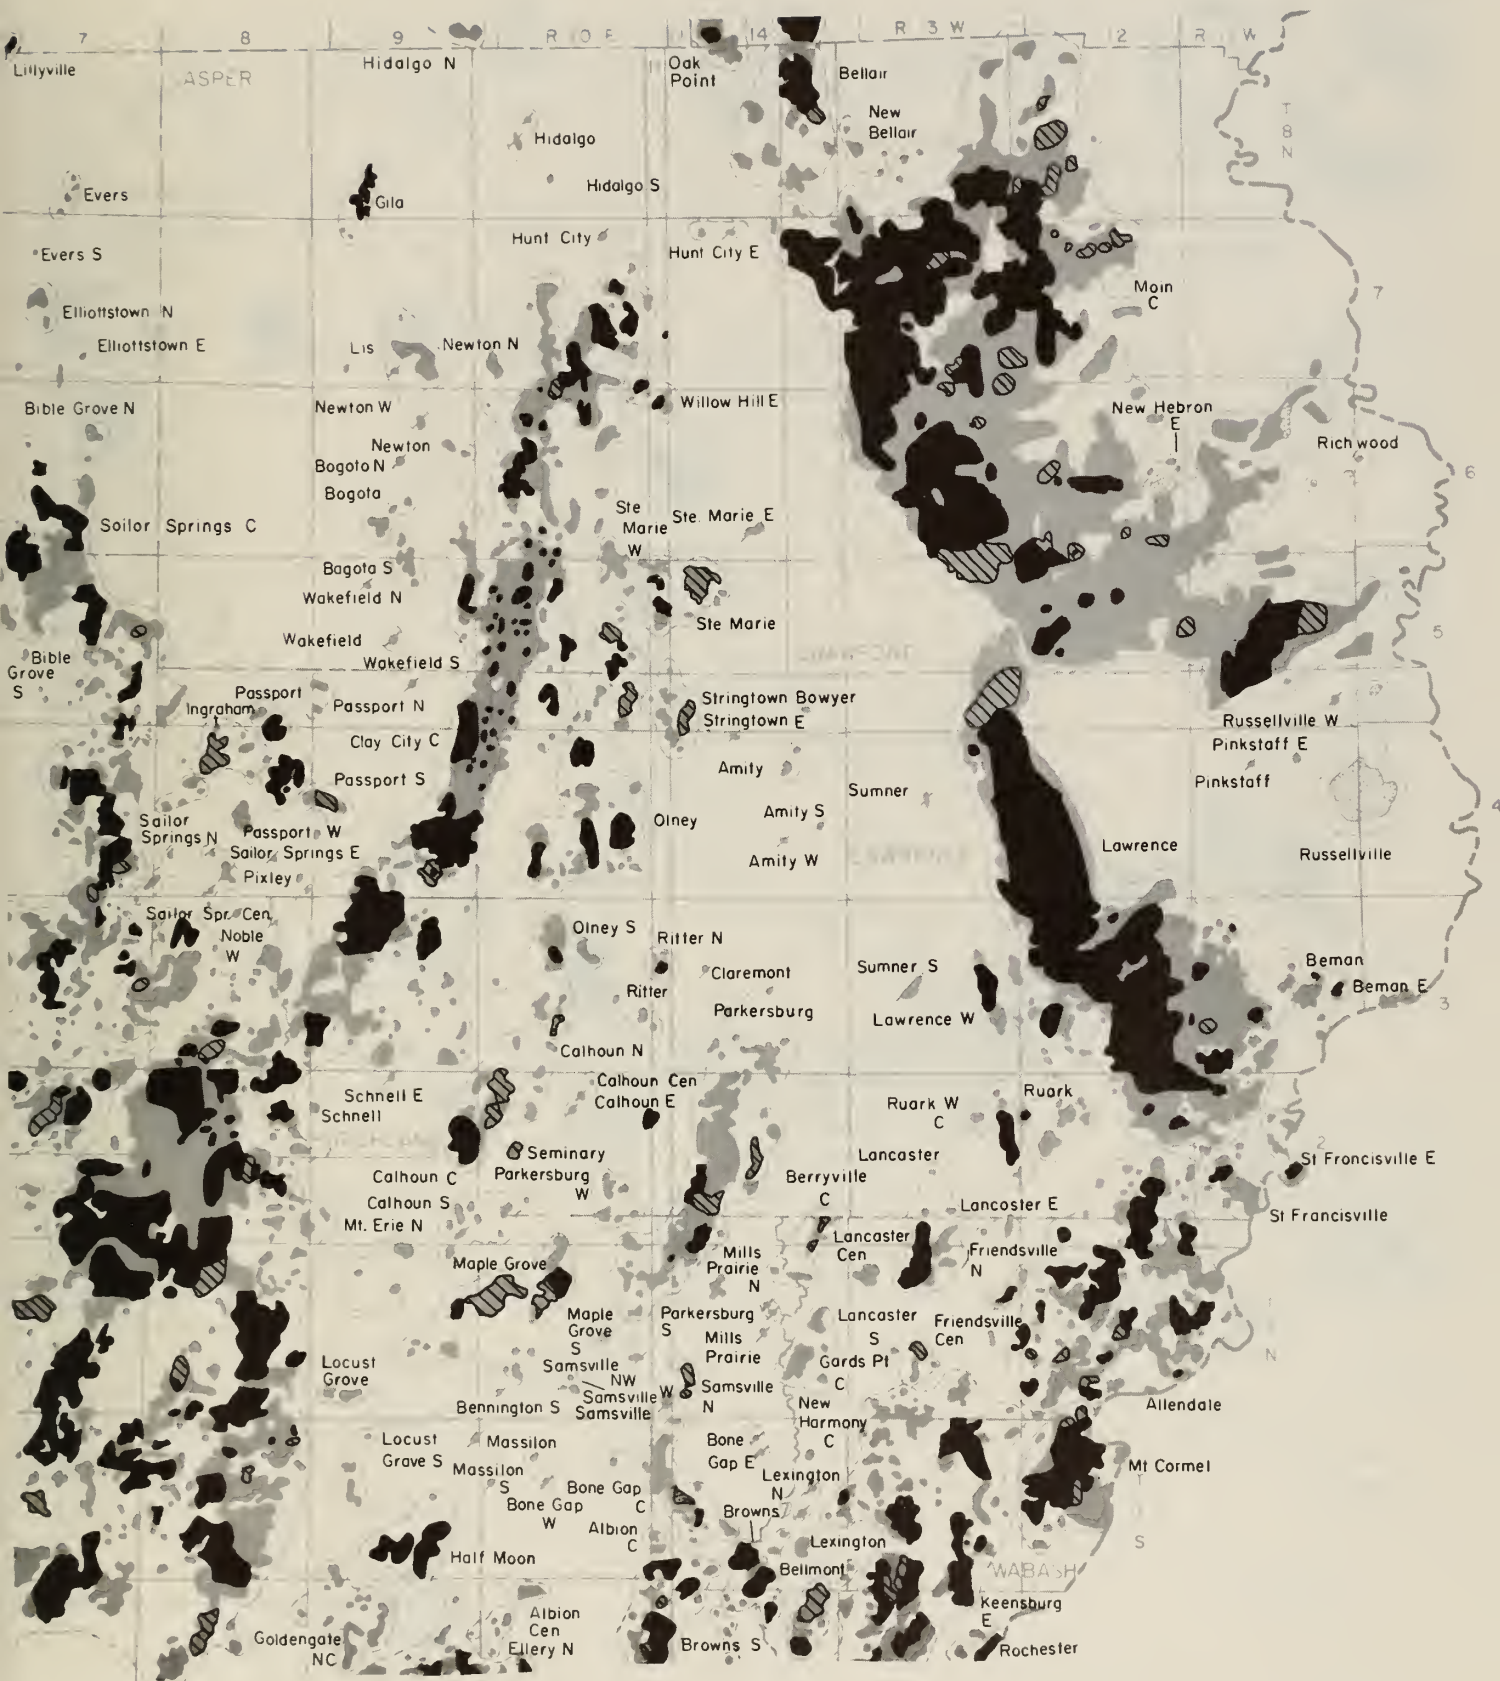 7
8
9
R 10 E
14
R 3 W
12
R W
Lillyville
ASPER
Hidalgo N
Oak
Point
Bellair
New
Bellair
T
8
N
Hidalgo
Hidalgo S
Evers
Gila
Hunt City
Hunt City E
Evers S
Main
C
7
Elliottstown N
Elliottstown E
Lis
Newton N
Bible Grove N
Newton W
Willow Hill E
New Hebron
E
Richwood
Newton
Bogota N
Bogota
6
Sailor Springs C
Ste
Marie
W
Ste. Marie E
Bagota S
Wakefield N
Ste Marie
Wakefield
5
Bible
Grove
S
Wakefield S
Passport
Ingraham
Passport N
Stringtown Bowyer
Stringtown E
Russellville W
Clay City C
Pinkstaff E
Passport S
Amity
Pinkstaff
Sumner
4
Sailor
Springs N
Passport W
Olney
Amity S
Sailor Springs E
Amity W
LAWRENCE
Lawrence
Russellville
Pixley
Sailor Spr. Cen
Noble
W
Olney S
Ritter N
Claremont
Sumner S
Beman
Beman E
Ritter
Parkersburg
Lawrence W
3
Calhoun N
Schnell E
Schnell
Calhoun Cen
Calhoun E
Ruark W
C
Ruark
Seminary
Lancaster
2
St Francisville E
Calhoun C
Parkersburg
W
Berryville
C
Calhoun S
Mt. Erie N
Lancaster E
St Francisville
Lancaster
Cen
Friendsville
N
Mills
Prairie
N
Maple Grove
Maple
Grove
S
Parkersburg
S
Lancaster
S
Friendsville
Cen
Mills
Prairie
N
Locust
Grove
Samsville
NW
Samsville W
Samsville
Gards Pt
C
Samsville
N
Bennington S
New
Harmony
C
Allendale
Locust
Grave S
Massilon
Bone
Gap E
Massilon
S
Lexington
N
Mt Carmel
Bone Gap
C
Bone Gap
W
Browns
T
S
Albion
C
Lexington
Half Moon
Bellmont
WABASH
Albion
Cen
Keensburg
E
Goldengate
NC
Ellery N
Browns S
Rochester